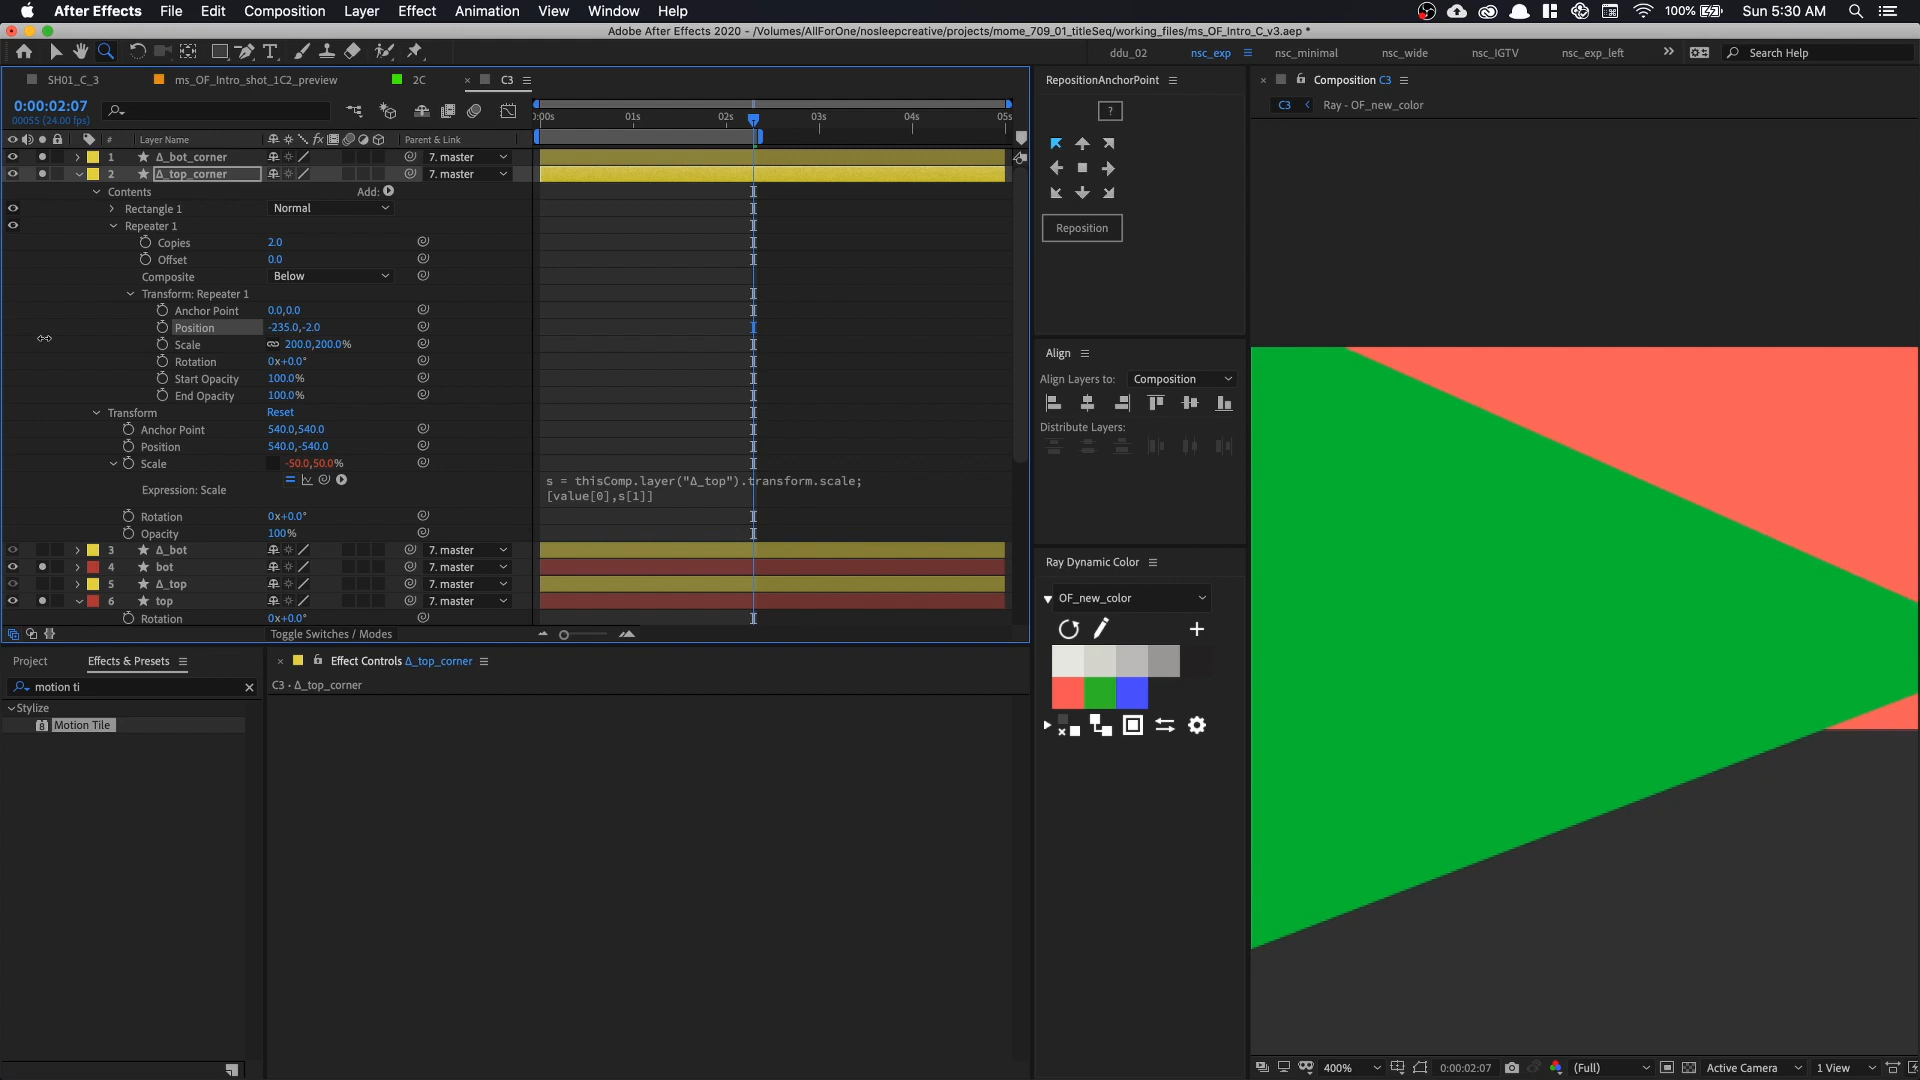 After Effects File Edit Composition Layer Effect Animation View Window Help 100% Sun 5:30 AM
Adobe After Effects 2020 - /Volumes/AllForOne/nosleepcreative/projects/mome_709_01_titleSeq/working_files/ms_OF_Intro_C_v3.aep *
ddu_02 nsc_exp nsc_minimal nsc_wide nsc_IGTV nsc_exp_left Search Help
SH01_C_3 ms_OF_Intro_shot_1C2_preview 2C C3
0:00:02:07
00055 (24.00 fps)
0:00s 01s 02s 03s 04s 05s
# Layer Name Parent & Link
1 Δ_bot_corner 7. master
2 Δ_top_corner 7. master
Contents Add:
Rectangle 1 Normal
Repeater 1
Copies 2.0
Offset 0.0
Composite Below
Transform: Repeater 1
Anchor Point 0.0,0.0
Position -235.0,-2.0
Scale 200.0,200.0%
Rotation 0x+0.0°
Start Opacity 100.0%
End Opacity 100.0%
Transform Reset
Anchor Point 540.0,540.0
Position 540.0,-540.0
Scale -50.0,50.0%
Expression: Scale
s = thisComp.layer("Δ_top").transform.scale;
[value[0],s[1]]
Rotation 0x+0.0°
Opacity 100%
3 Δ_bot 7. master
4 bot 7. master
5 Δ_top 7. master
6 top 7. master
Rotation 0x+0.0°
Toggle Switches / Modes
Project Effects & Presets
motion ti
Stylize
Motion Tile
Effect Controls Δ_top_corner
C3 • Δ_top_corner
RepositionAnchorPoint
?
Reposition
Align
Align Layers to: Composition
Distribute Layers:
Ray Dynamic Color
OF_new_color
Composition C3
C3 Ray - OF_new_color
400% 0:00:02:07 (Full) Active Camera 1 View